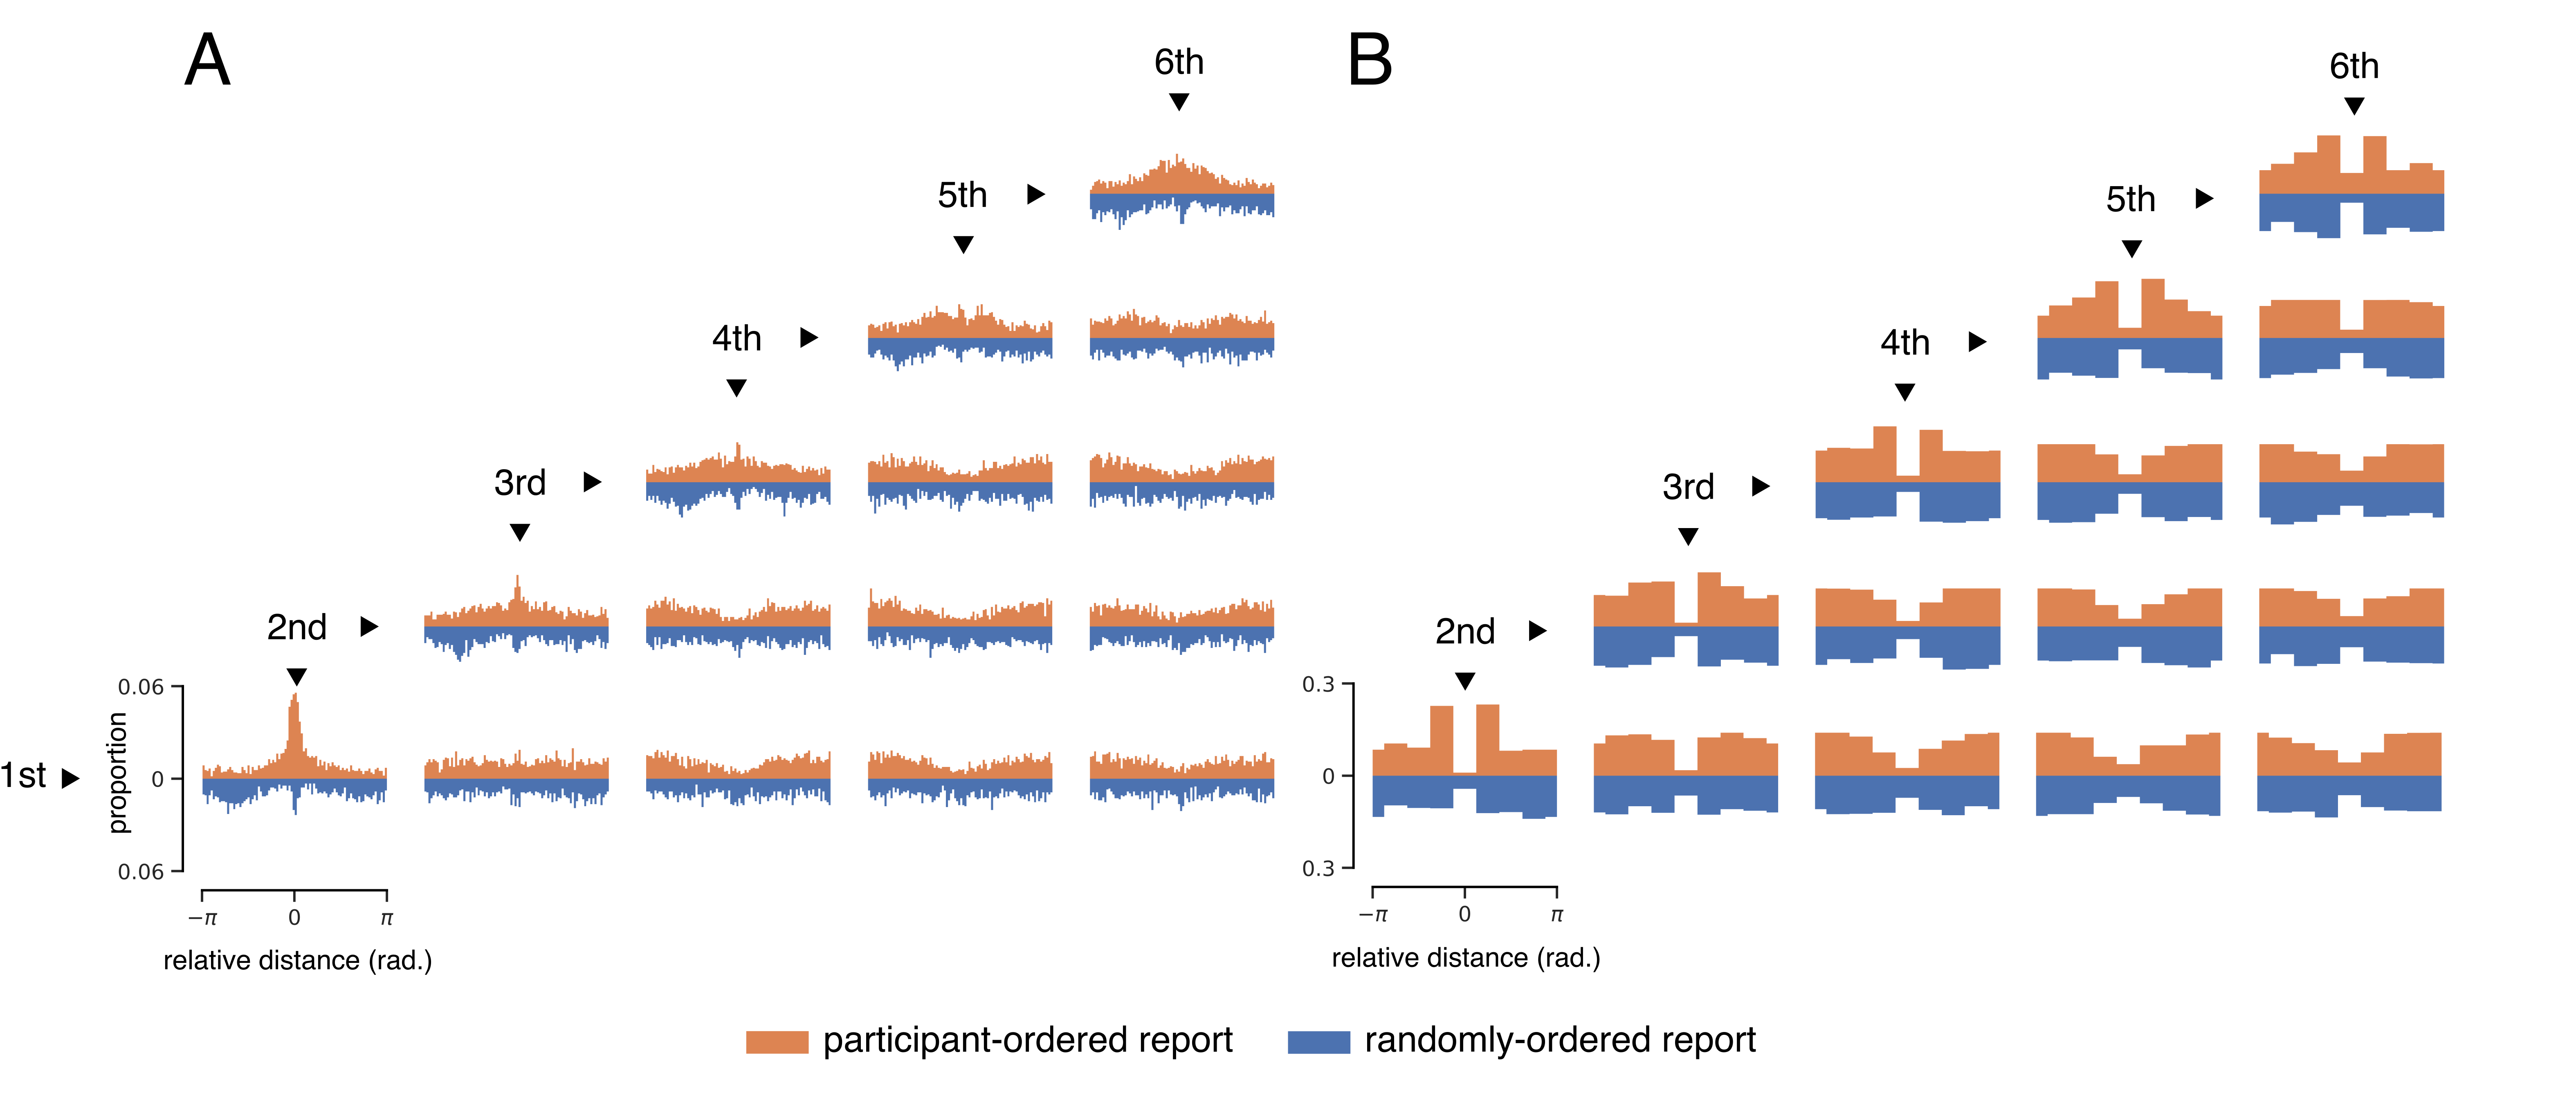 A
B
6th
6th
5th
5th
4th
4th
3rd
3rd
2nd
2nd
1st
proportion
0.06
0
0.06
−π
0
π
relative distance (rad.)
0.3
0
0.3
−π
0
π
relative distance (rad.)
participant-ordered report
randomly-ordered report